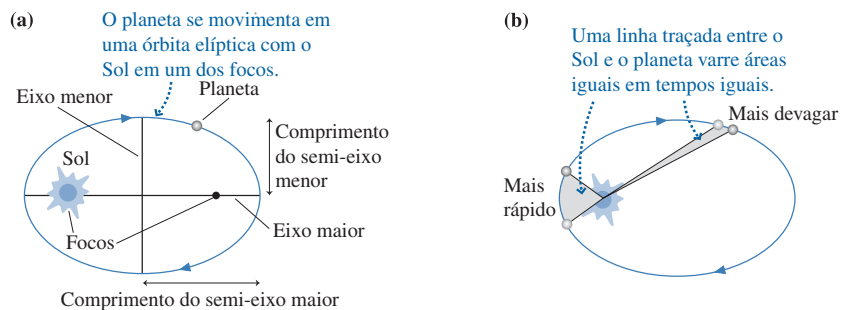 (a)
O planeta se movimenta em
uma órbita elíptica com o
Sol em um dos focos.
Planeta
Eixo menor
Comprimento
do semi-eixo
menor
Sol
Focos
Eixo maior
Comprimento do semi-eixo maior
(b)
Uma linha traçada entre o
Sol e o planeta varre áreas
iguais em tempos iguais.
Mais devagar
Mais
rápido